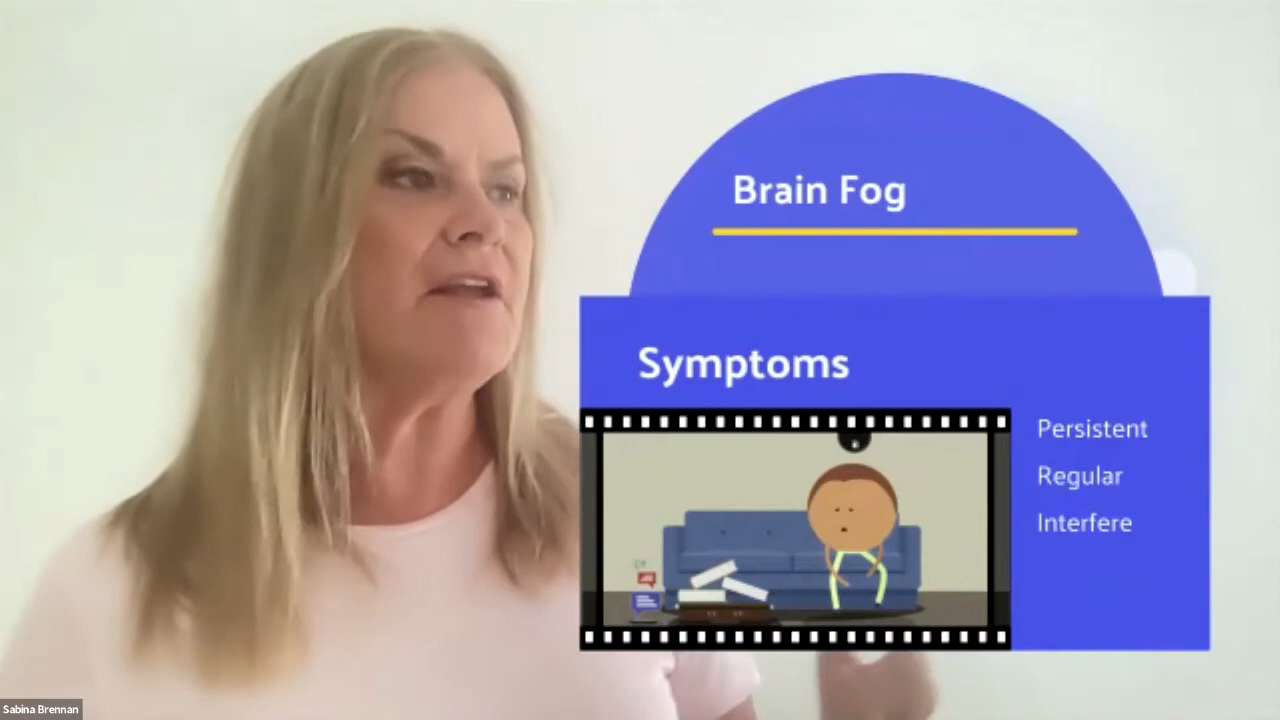 Brain Fog
Symptoms
Persistent
Regular
Interfere
Sabina Brennan